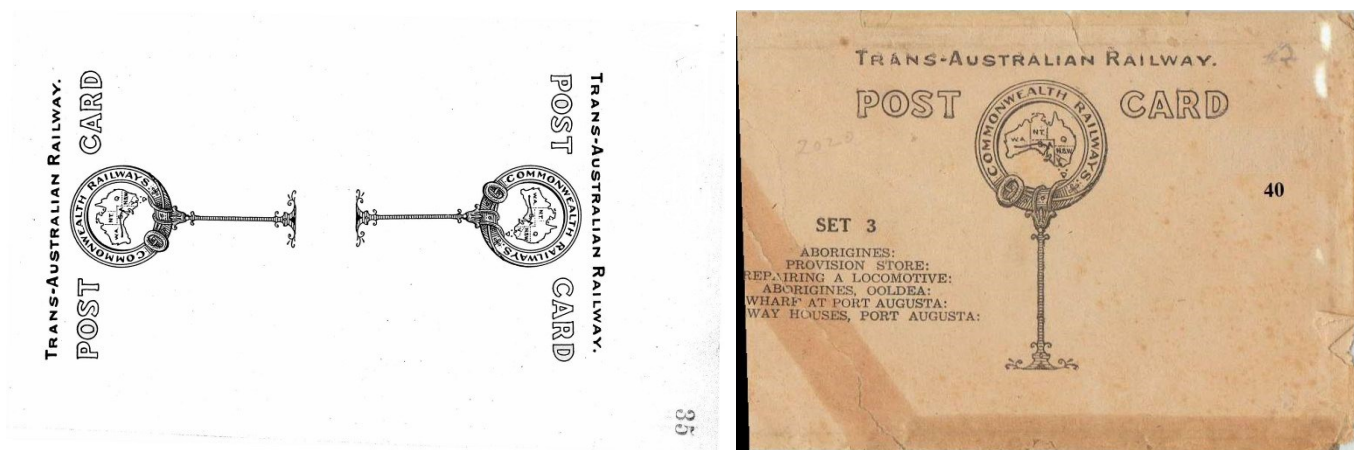 TRANS-AUSTRALIAN RAILWAY.
POST CARD
COMMONWEALTH RAILWAYS.
W.A.
N.T.
Q
N.S.W
TRANS-AUSTRALIAN RAILWAY.
POST CARD
COMMONWEALTH RAILWAYS.
W.A.
N.T.
Q
N.S.W
35
TRANS-AUSTRALIAN RAILWAY.
POST CARD
COMMONWEALTH RAILWAYS.
W.A.
N.T.
Q
N.S.W
2020
40
SET 3
ABORIGINES:
PROVISION STORE:
REPAIRING A LOCOMOTIVE:
ABORIGINES, OOLDEA:
WHARF AT PORT AUGUSTA:
WAY HOUSES, PORT AUGUSTA: